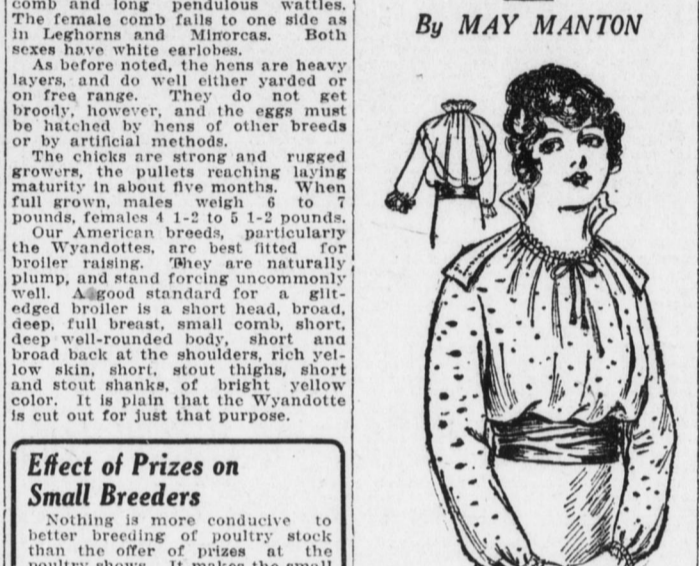 comb and long pendulous wattles.
The female comb falls to one side as
in Leghorns and Minorcas. Both
sexes have white earlobes.
As before noted, the hens are heavy
layers, and do well either yarded or
on free range. They do not get
broody, however, and the eggs must
be hatched by hens of other breeds
or by artificial methods.
The chicks are strong and rugged
growers, the pullets reaching laying
maturity in about five months. When
full grown, males weigh 6 to 7
pounds, females 4 1-2 to 5 1-2 pounds.
Our American breeds, particularly
the Wyandottes, are best fitted for
broiler raising. They are naturally
plump, and stand forcing uncommonly
well. A good standard for a gilt-
edged broiler is a short head, broad,
deep, full breast, small comb, short,
deep well-rounded body, short and
broad back at the shoulders, rich yel-
low skin, short, stout thighs, short
and stout shanks, of bright yellow
color. It is plain that the Wyandotte
is cut out for just that purpose.
Effect of Prizes on
Small Breeders
Nothing is more conducive to
better breeding of poultry stock
than the offer of prizes at the
poultry shows. It makes the small
By MAY MANTON